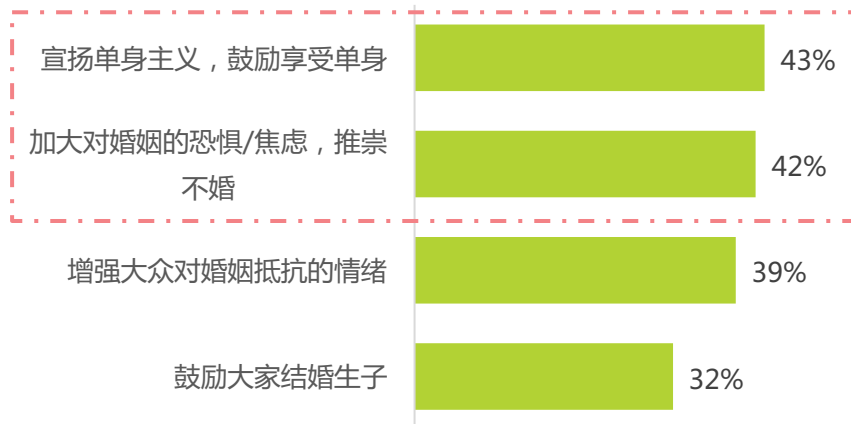 宣扬单身主义，鼓励享受单身
43%
加大对婚姻的恐惧/焦虑，推崇
不婚
42%
增强大众对婚姻抵抗的情绪
39%
鼓励大家结婚生子
32%